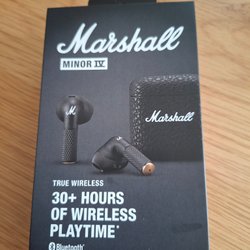 Marshall
MINOR IV
Marshall
TRUE WIRELESS
30+ HOURS
OF WIRELESS
PLAYTIME*
Bluetooth®